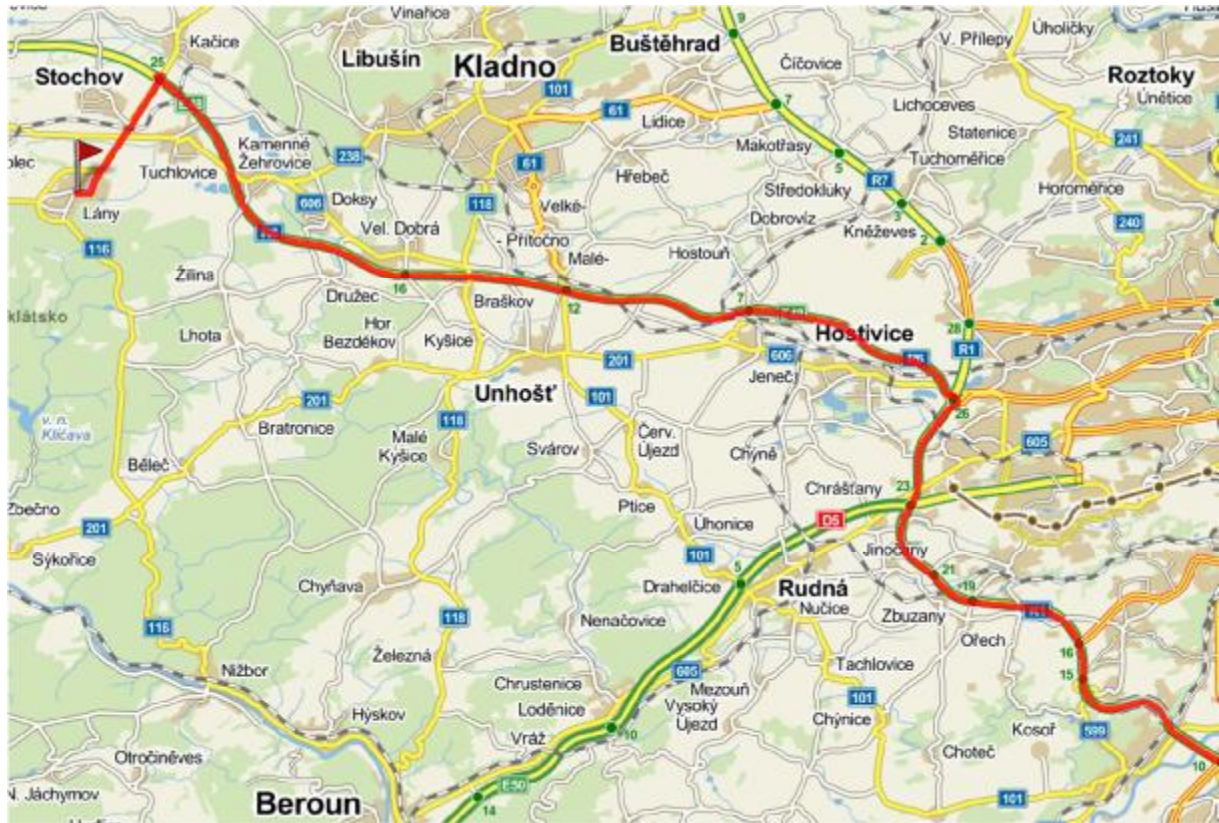 Vinařice
9
V. Přílepy
Úholičky
Kačice
Buštěhrad
25
Libušín
Číčovice
Stochov
Kladno
Roztoky
101
7
Únětice
61
Lidice
Lichoceves
Kamenné
Žehrovice
238
Makotřasy
Statenice
241
Tuchlovice
61
5
Tuchoměřice
Hřebeč
R7
Středokluky
Horoměřice
Doksy
118
Velké-
3
Lány
606
Dobrovíz
240
Kněževes
2
116
Vel. Dobrá
- Přítočno
Malé-
Hostouň
Žilina
16
Družec
Braškov
12
7
28
Lhota
Hor.
Bezděkov
Kyšice
Hostivice
R1
201
606
Jeneč
Unhošť
26
201
101
v. n.
Klíčava
Bratronice
118
605
Malé
Kyšice
Svárov
Červ.
Újezd
Chýně
Běleč
Chrášťany
23
Zbečno
Ptice
201
Úhonice
D5
Sýkořice
101
Jinočany
5
21
Chyňava
Drahelčice
Rudná
19
Nučice
118
Nenačovice
Zbuzany
116
Ořech
16
Železná
Tachlovice
Nižbor
605
15
Chrustenice
Mezouň
101
Loděnice
Vysoký
Újezd
Hýskov
Chýnice
Kosoř
599
10
Vráž
Otročiněves
Choteč
10
E50
N. Jáchymov
Beroun
14
101